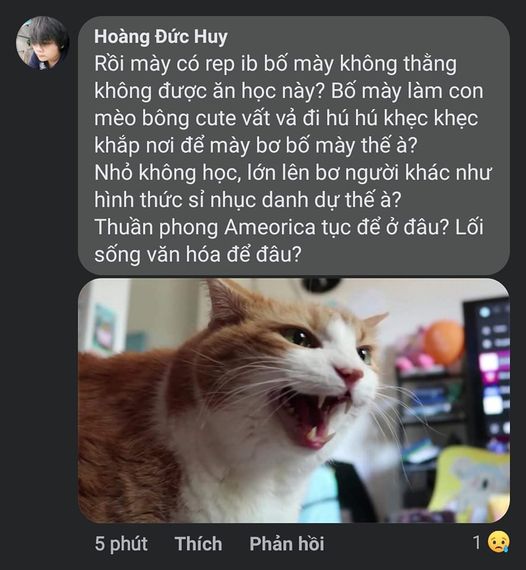 Hoàng Đức Huy
Rồi mày có rep ib bố mày không thằng
không được ăn học này? Bố mày làm con
mèo bông cute vất vả đi hú hú khẹc khẹc
khắp nơi để mày bơ bố mày thế à?
Nhỏ không học, lớn lên bơ người khác như
hình thức sỉ nhục danh dự thế à?
Thuần phong Ameorica tục để ở đâu? Lối
sống văn hóa để đâu?
5 phút Thích Phản hồi 1